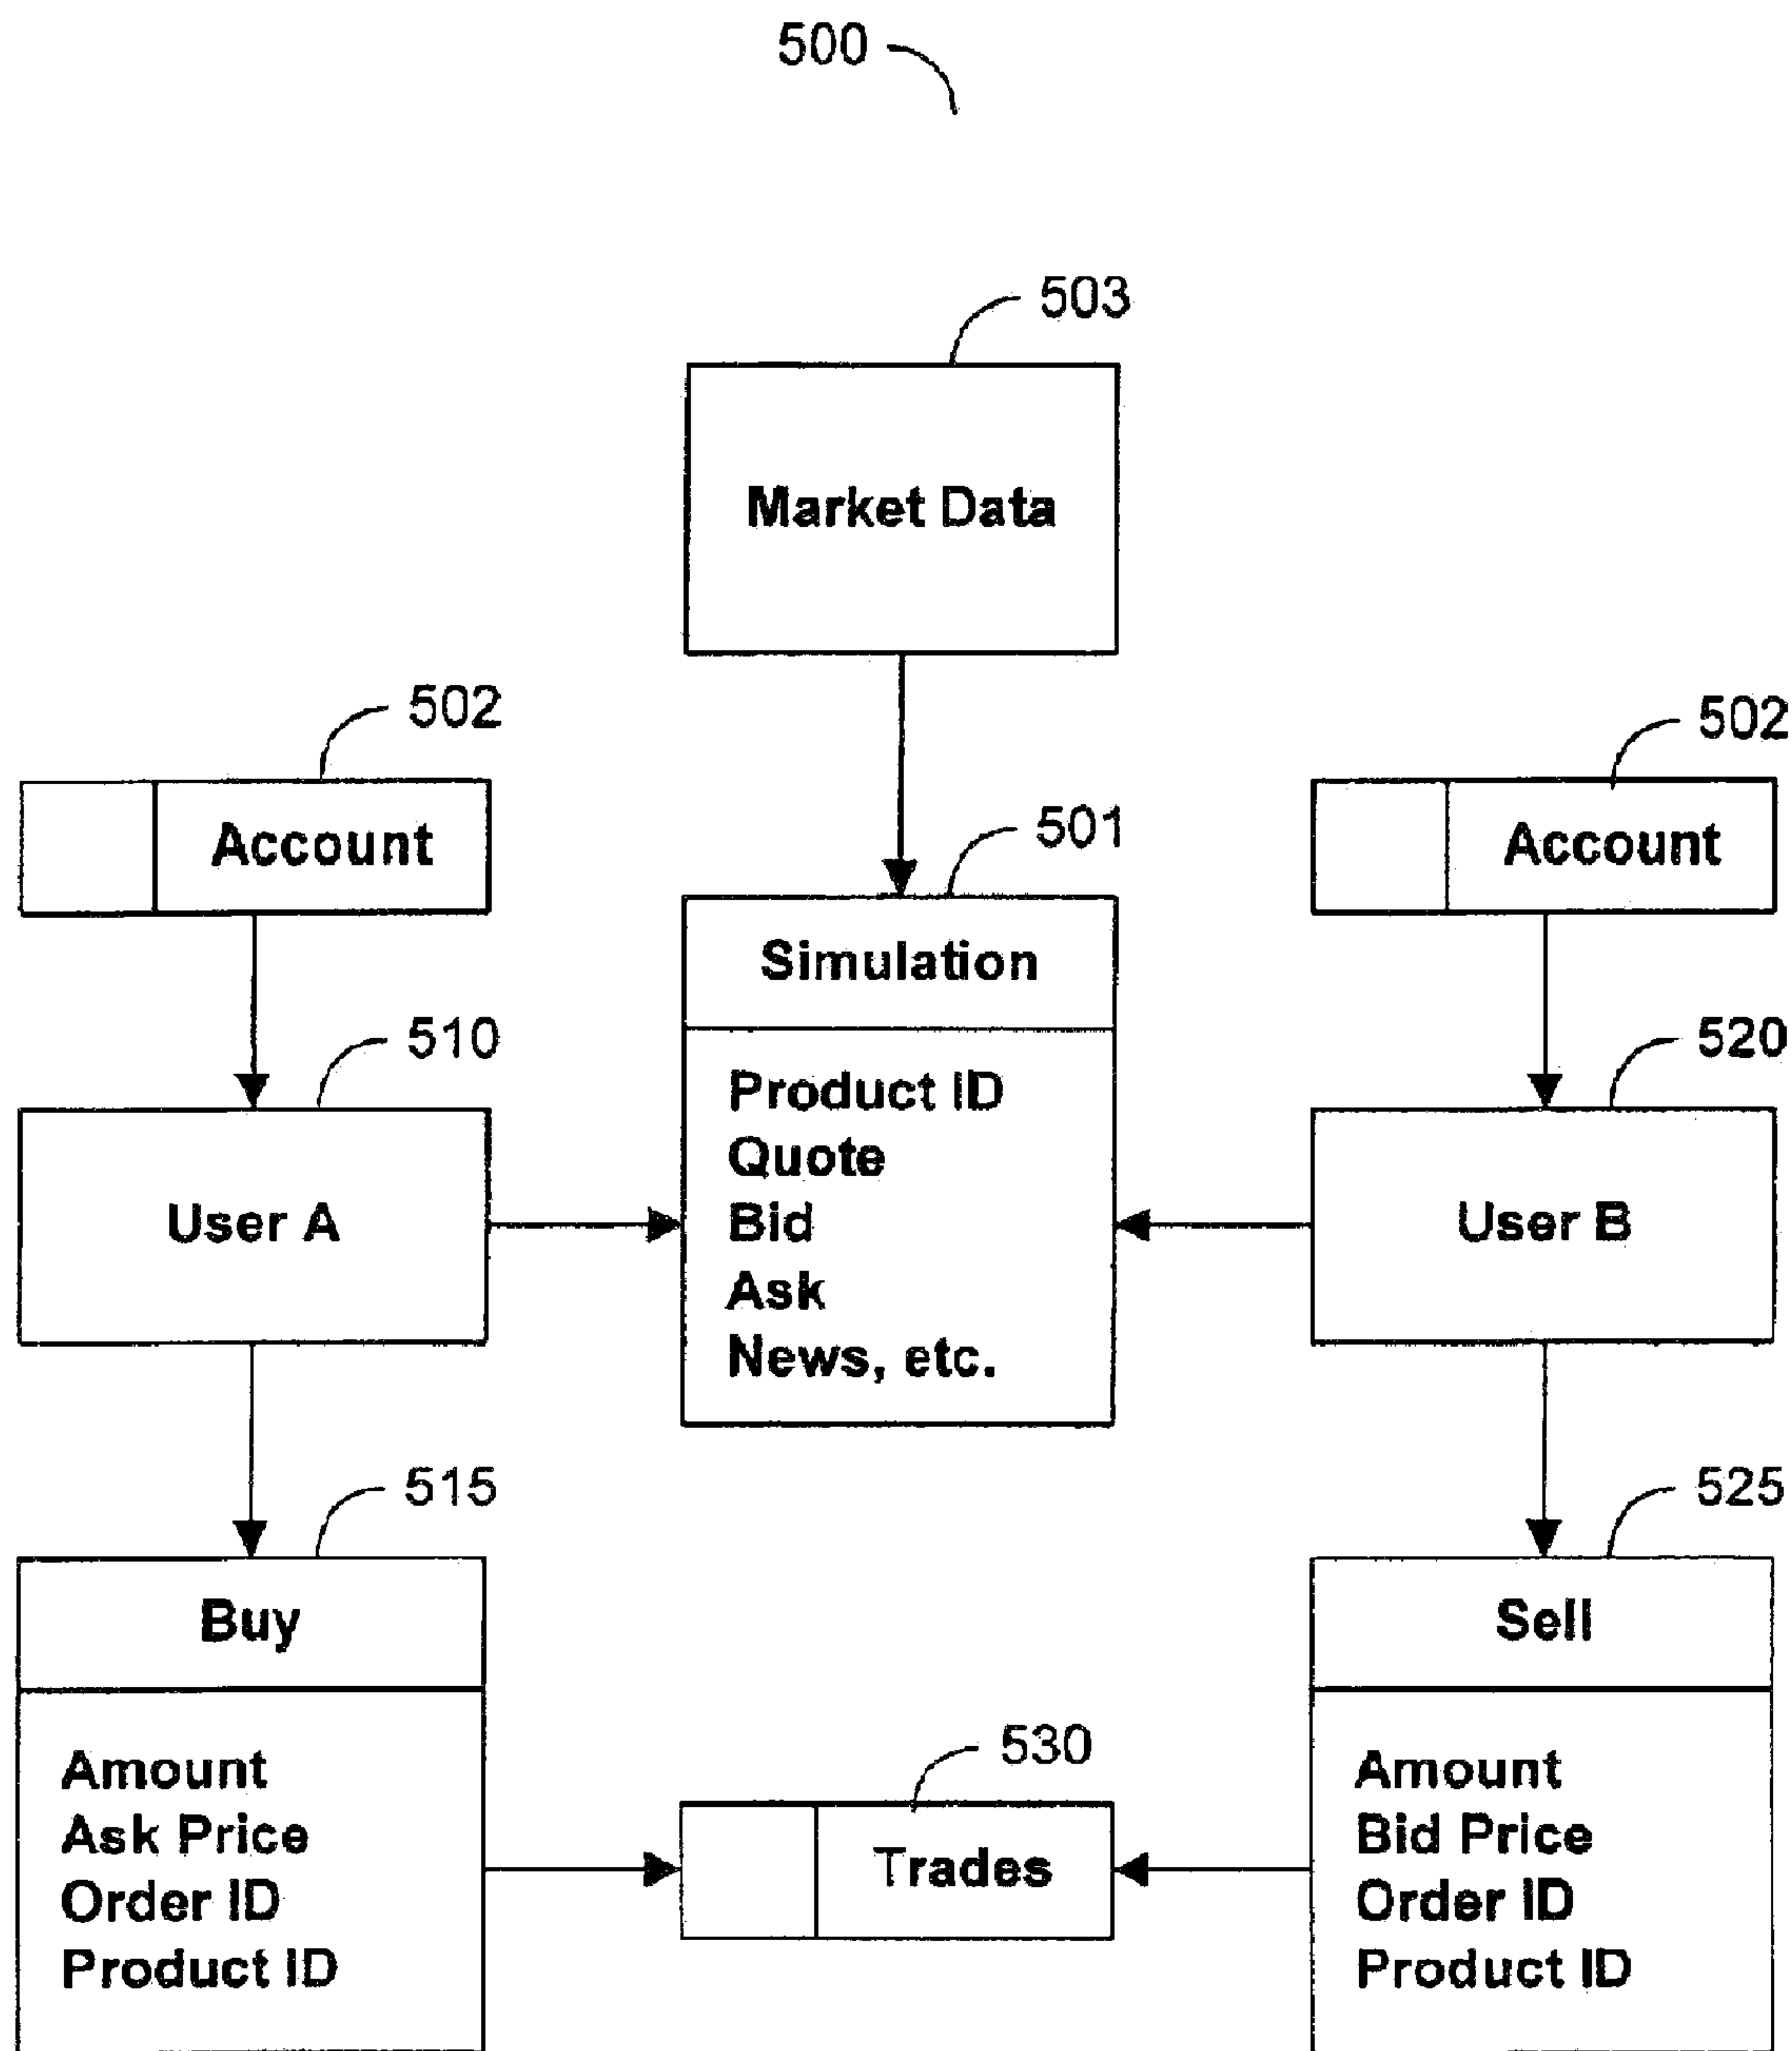 500
503
Market Data
502
502
Account
501
Account
Simulation
510
520
Product ID
Quote
User A
Bid
User B
Ask
News, etc.
515
525
Buy
Sell
Amount
530
Amount
Ask Price
Bid Price
Order ID
Trades
Order ID
Product ID
Product ID